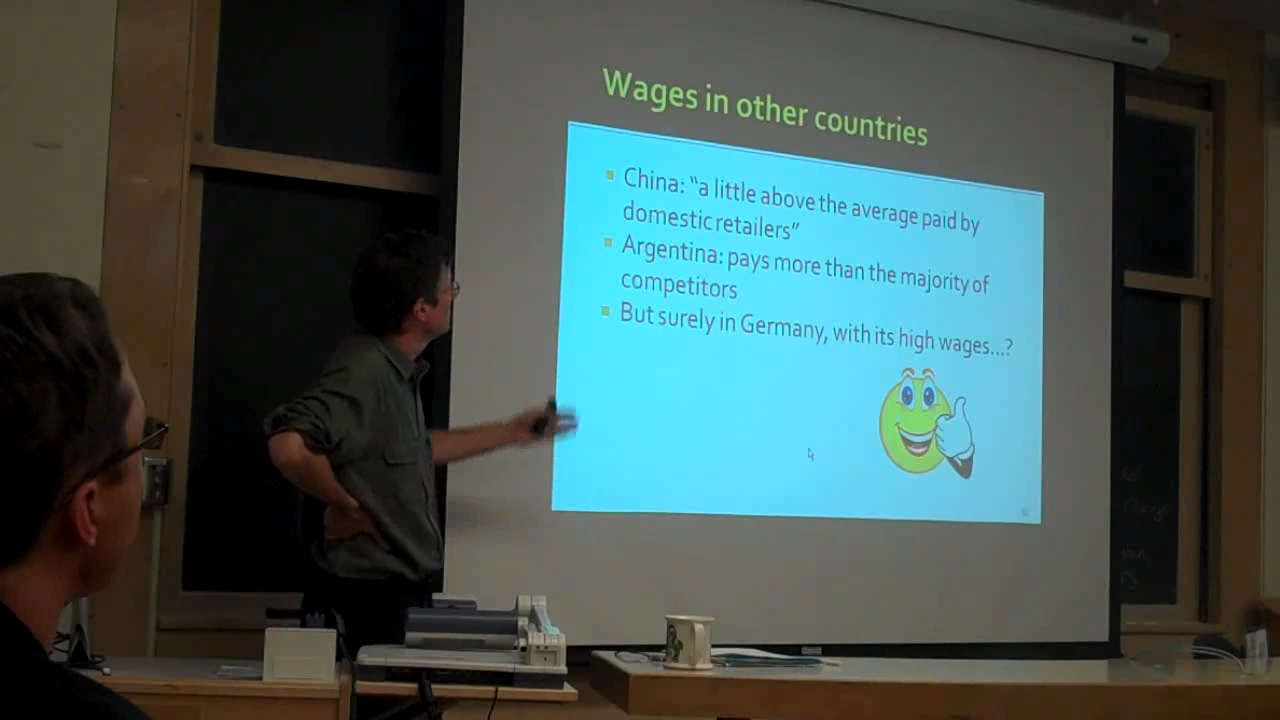 Wages in other countries
China: “a little above the average paid by
domestic retailers”
Argentina: pays more than the majority of
competitors
But surely in Germany, with its high wages...?